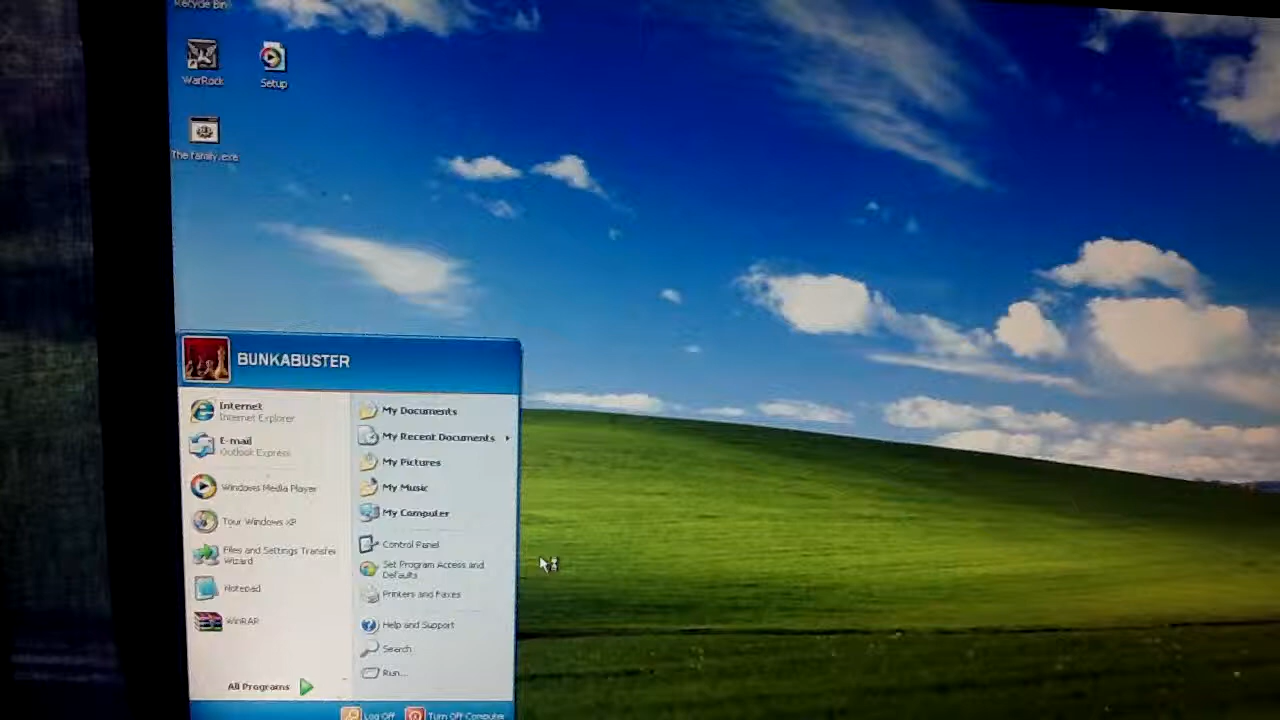 Recycle Bin
WarRock
Setup
The family.exe
BUNKABUSTER
Internet
Internet Explorer
E-mail
Outlook Express
Windows Media Player
Tour Windows XP
Files and Settings Transfer
Wizard
Notepad
WinRAR
All Programs
My Documents
My Recent Documents
My Pictures
My Music
My Computer
Control Panel
Set Program Access and
Defaults
Printers and Faxes
Help and Support
Search
Run...
Log Off
Turn Off Computer